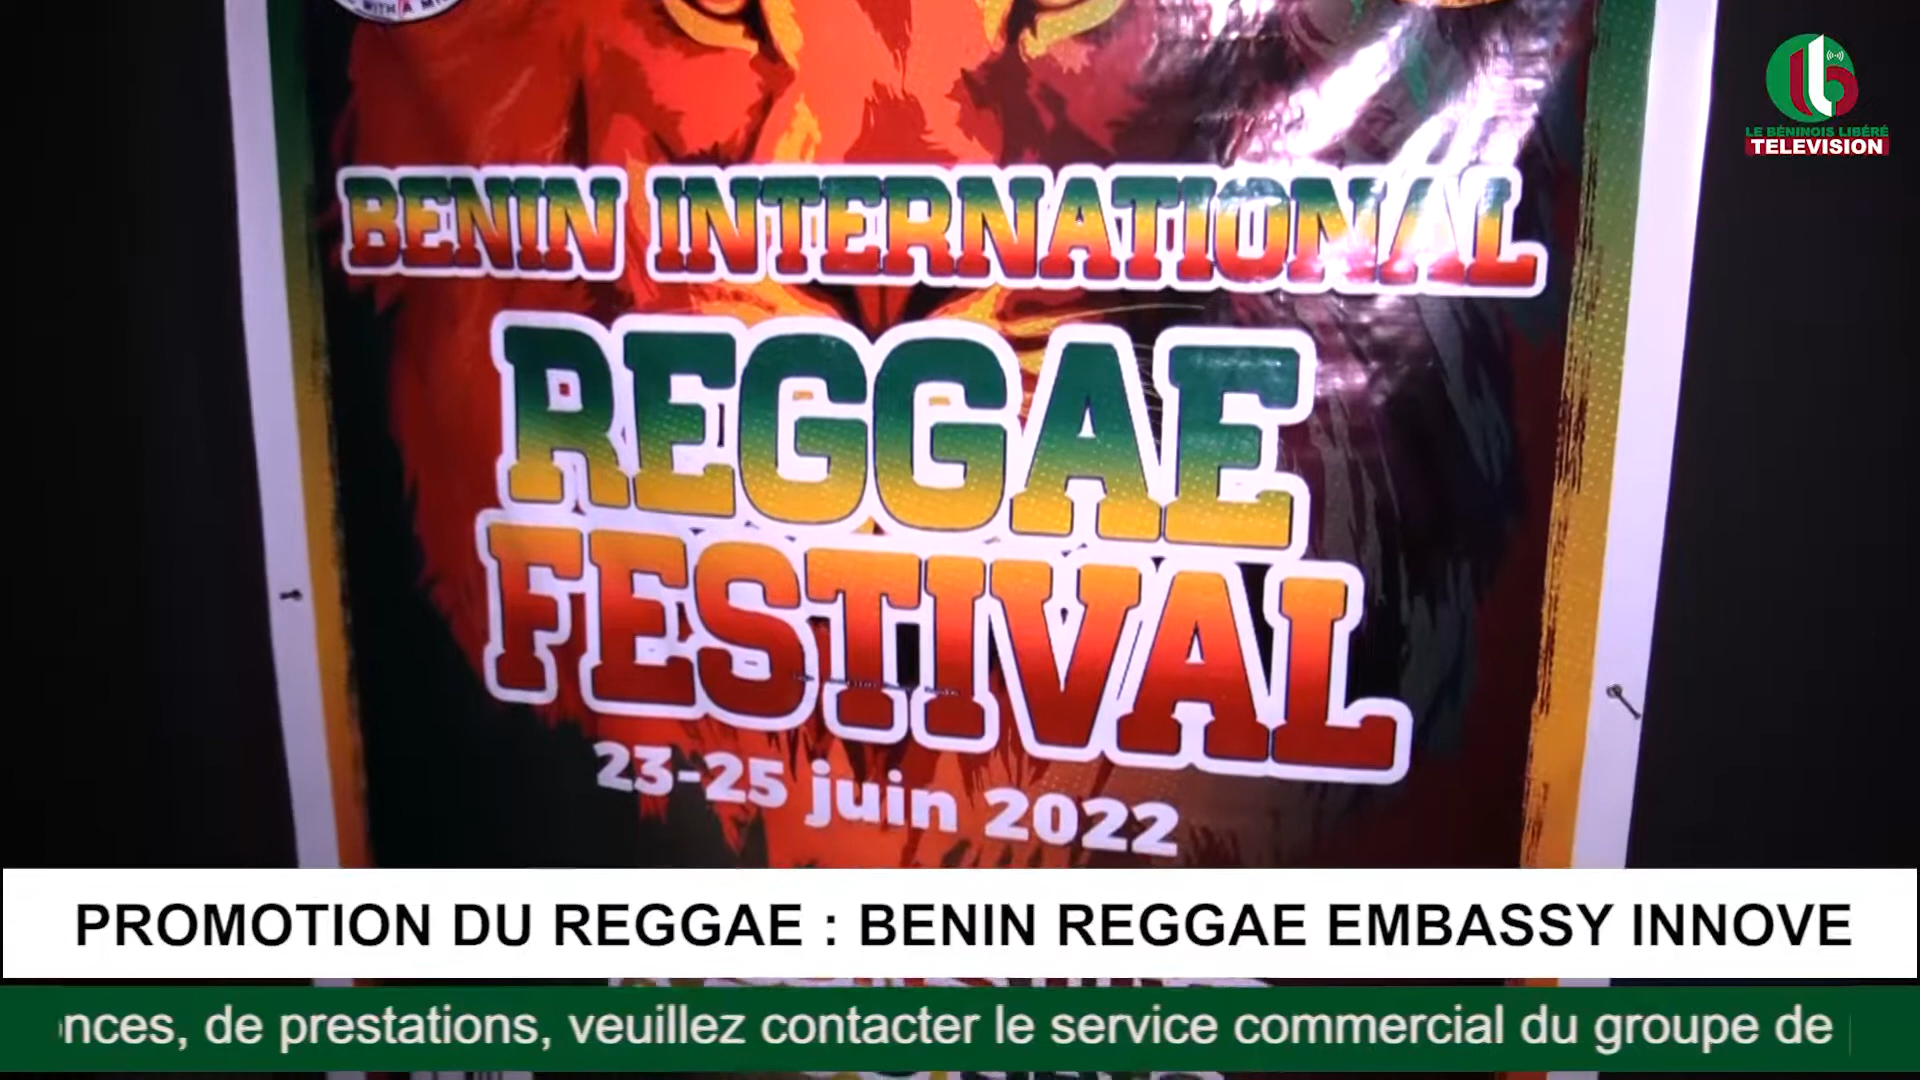 WITH A
LE BÉNINOIS LIBÉRÉ
TELEVISION
BENIN INTERNATIONAL
REGGAE
FESTIVAL
23-25 juin 2022
PROMOTION DU REGGAE : BENIN REGGAE EMBASSY INNOVE
nces, de prestations, veuillez contacter le service commercial du groupe de